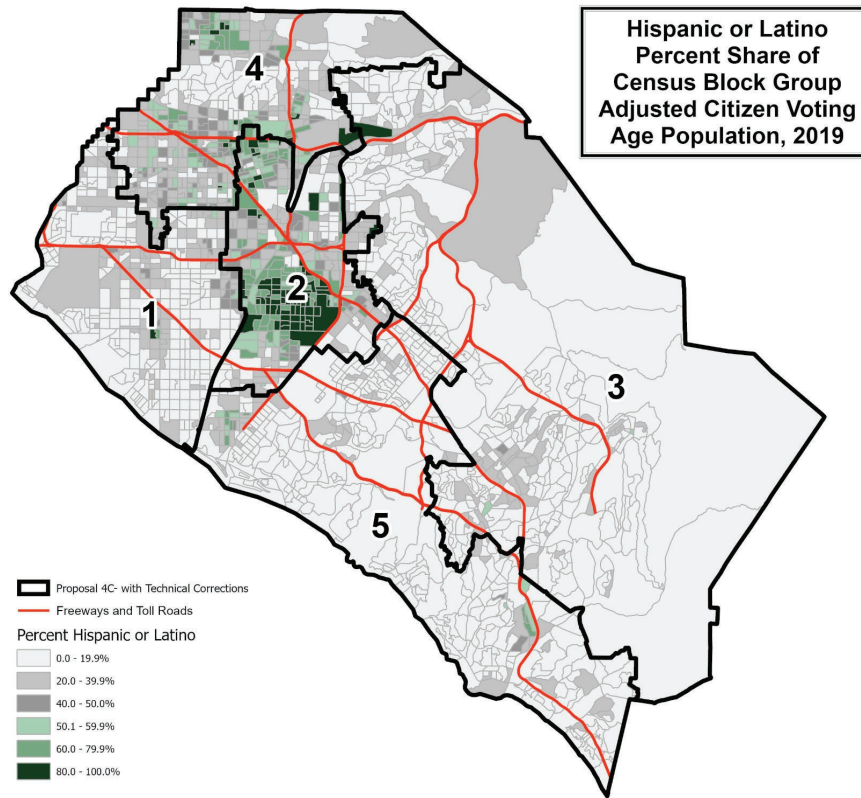 Hispanic or Latino
Percent Share of
Census Block Group
Adjusted Citizen Voting
Age Population, 2019
4
2
1
3
5
Proposal 4C- with Technical Corrections
Freeways and Toll Roads
Percent Hispanic or Latino
0.0 - 19.9%
20.0 - 39.9%
40.0 - 50.0%
50.1 - 59.9%
60.0 - 79.9%
80.0 - 100.0%